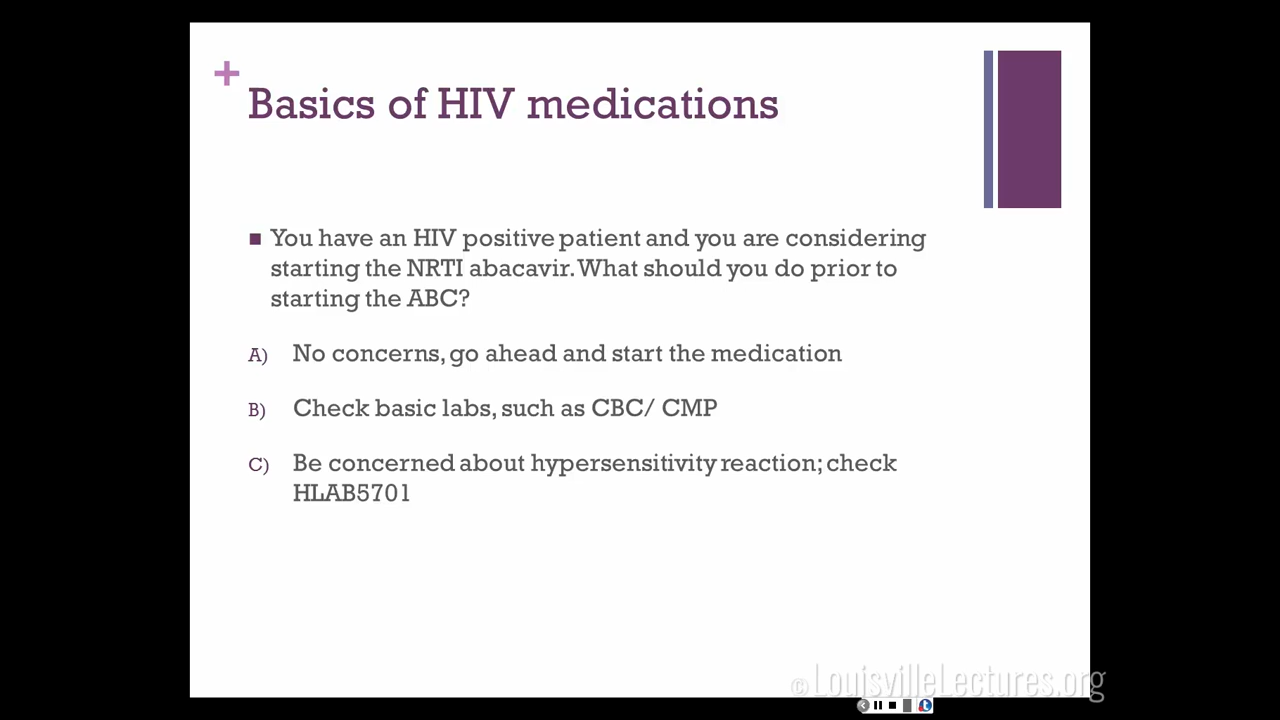 +
Basics of HIV medications
■ You have an HIV positive patient and you are considering
starting the NRTI abacavir. What should you do prior to
starting the ABC?
A) No concerns, go ahead and start the medication
B) Check basic labs, such as CBC/ CMP
C) Be concerned about hypersensitivity reaction; check
HLAB5701
© LouisvilleLectures.org